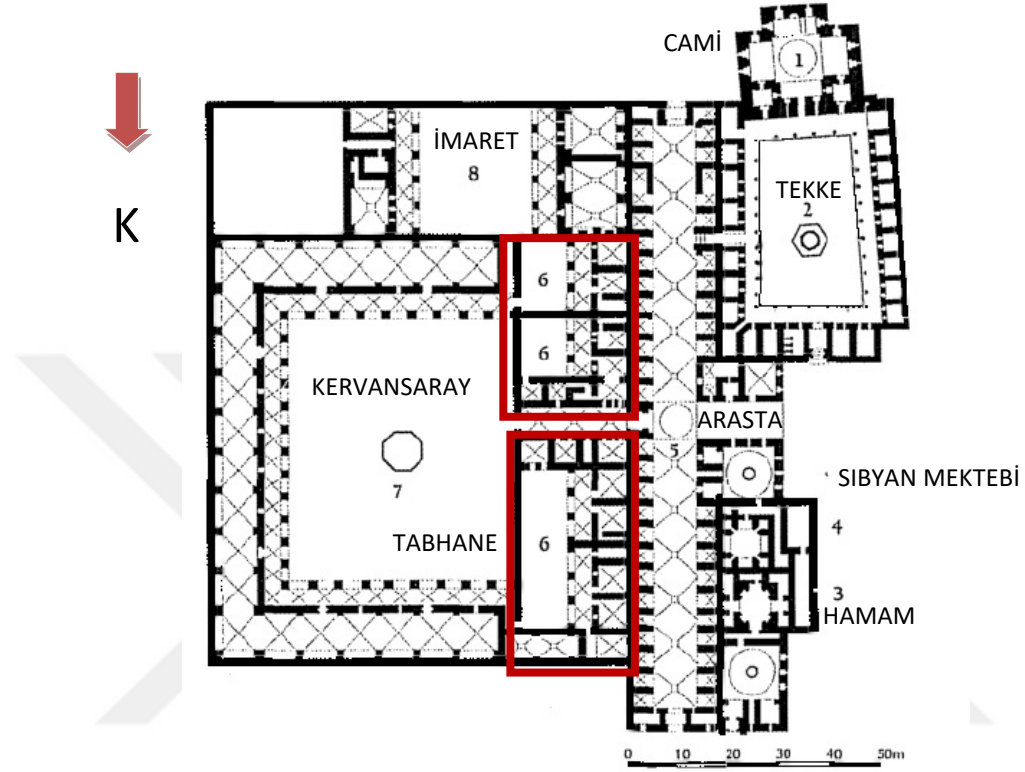 CAMİ
1
K
İMARET
8
TEKKE
2
6
6
KERVANSARAY
7
ARASTA
5
SIBYAN MEKTEBİ
4
TABHANE
6
3
HAMAM
0 10 20 30 40 50m